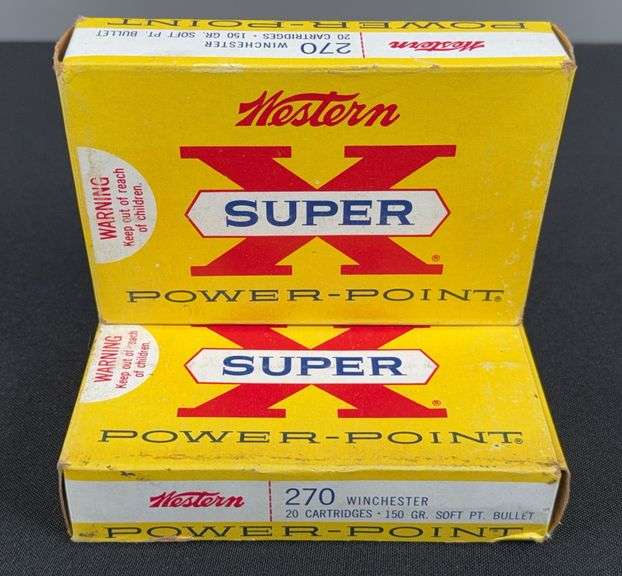 POWER-POINT
Western
270 WINCHESTER
20 CARTRIDGES · 150 GR. SOFT PT. BULLET
Western
X
SUPER
®
WARNING
Keep out of reach
of children.
POWER-POINT®
WARNING
Keep out of reach
of children.
X
SUPER
®
POWER-POINT®
Western
270 WINCHESTER
20 CARTRIDGES · 150 GR. SOFT PT. BULLET
POWER-POINT